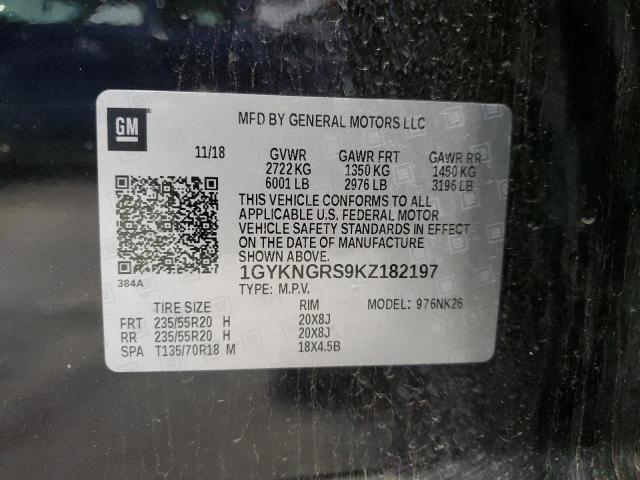 GM
MFD BY GENERAL MOTORS LLC
11/18 GVWR GAWR FRT GAWR RR
2722 KG 1350 KG 1450 KG
6001 LB 2976 LB 3196 LB
THIS VEHICLE CONFORMS TO ALL
APPLICABLE U.S. FEDERAL MOTOR
VEHICLE SAFETY STANDARDS IN EFFECT
ON THE DATE OF MANUFACTURE
SHOWN ABOVE.
384A 1GYKNGRS9KZ182197
TYPE: M.P.V. MODEL: 976NK26
TIRE SIZE RIM
FRT 235/55R20 H 20X8J
RR 235/55R20 H 20X8J
SPA T135/70R18 M 18X4.5B